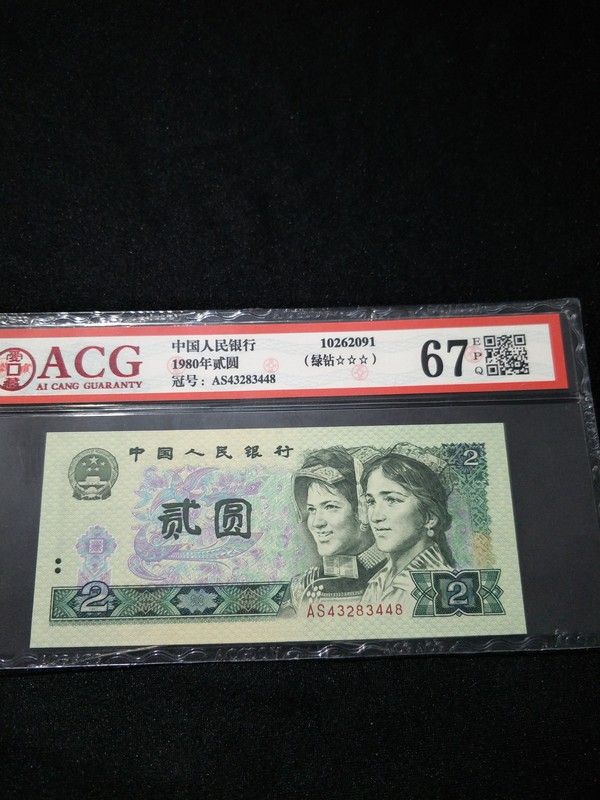 ACG
AI CANG GUARANTY
中国人民银行
1980年贰圆
冠号：AS43283448
10262091
（绿钻☆☆☆）
67
EPQ
中国人民银行
贰圆
2
2
2
AS43283448